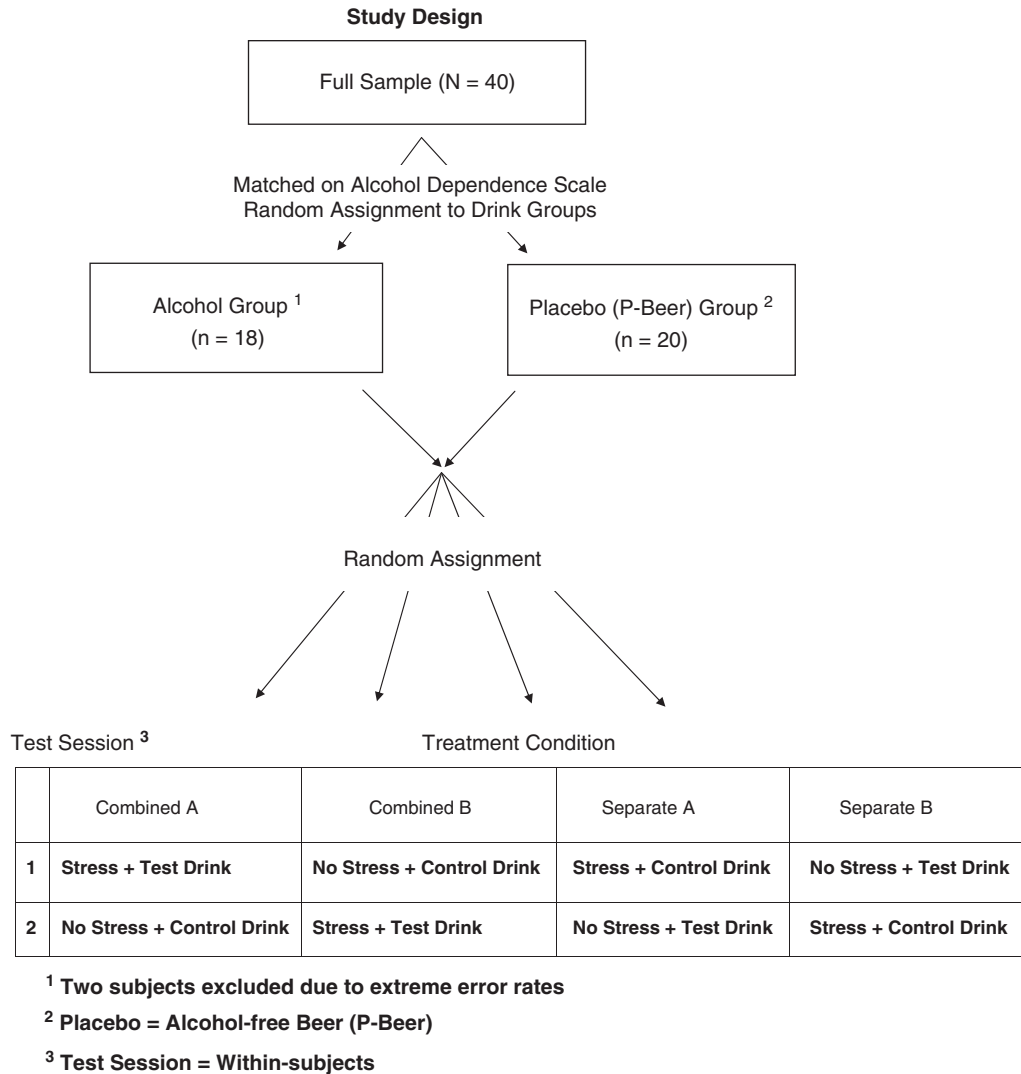 Study Design
Full Sample (N = 40)
Matched on Alcohol Dependence Scale
Random Assignment to Drink Groups
Alcohol Group 1
(n = 18)
Placebo (P-Beer) Group 2
(n = 20)
Random Assignment
Test Session 3
Treatment Condition
Combined A
Combined B
Separate A
Separate B
1 Stress + Test Drink
No Stress + Control Drink
Stress + Control Drink
No Stress + Test Drink
2 No Stress + Control Drink
Stress + Test Drink
No Stress + Test Drink
Stress + Control Drink
1 Two subjects excluded due to extreme error rates
2 Placebo = Alcohol-free Beer (P-Beer)
3 Test Session = Within-subjects